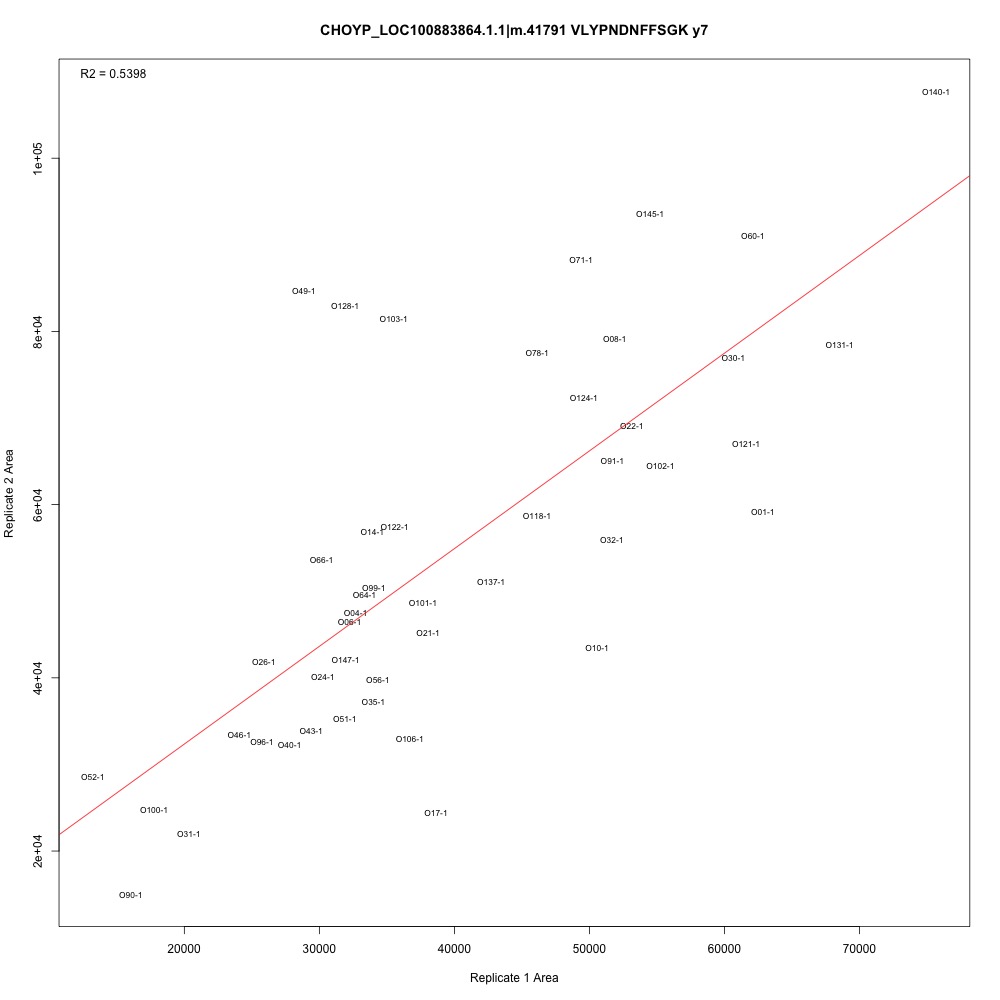 CHOYP_LOC100883864.1.1|m.41791 VLYPNDNFFSGK y7
R2 = 0.5398
O140-1
1e+05
O145-1
O60-1
O71-1
O49-1
O128-1
O103-1
8e+04
O08-1
O131-1
O78-1
O30-1
O124-1
O22-1
O121-1
O91-1
O102-1
6e+04
O01-1
O118-1
O122-1
O14-1
O32-1
O66-1
O137-1
O99-1
O64-1
O101-1
O04-1
O06-1
O21-1
O10-1
O147-1
O26-1
4e+04
O24-1
O56-1
O35-1
O51-1
O43-1
O46-1
O106-1
O96-1
O40-1
O52-1
O100-1
O17-1
O31-1
2e+04
O90-1
Replicate 2 Area
20000 30000 40000 50000 60000 70000
Replicate 1 Area